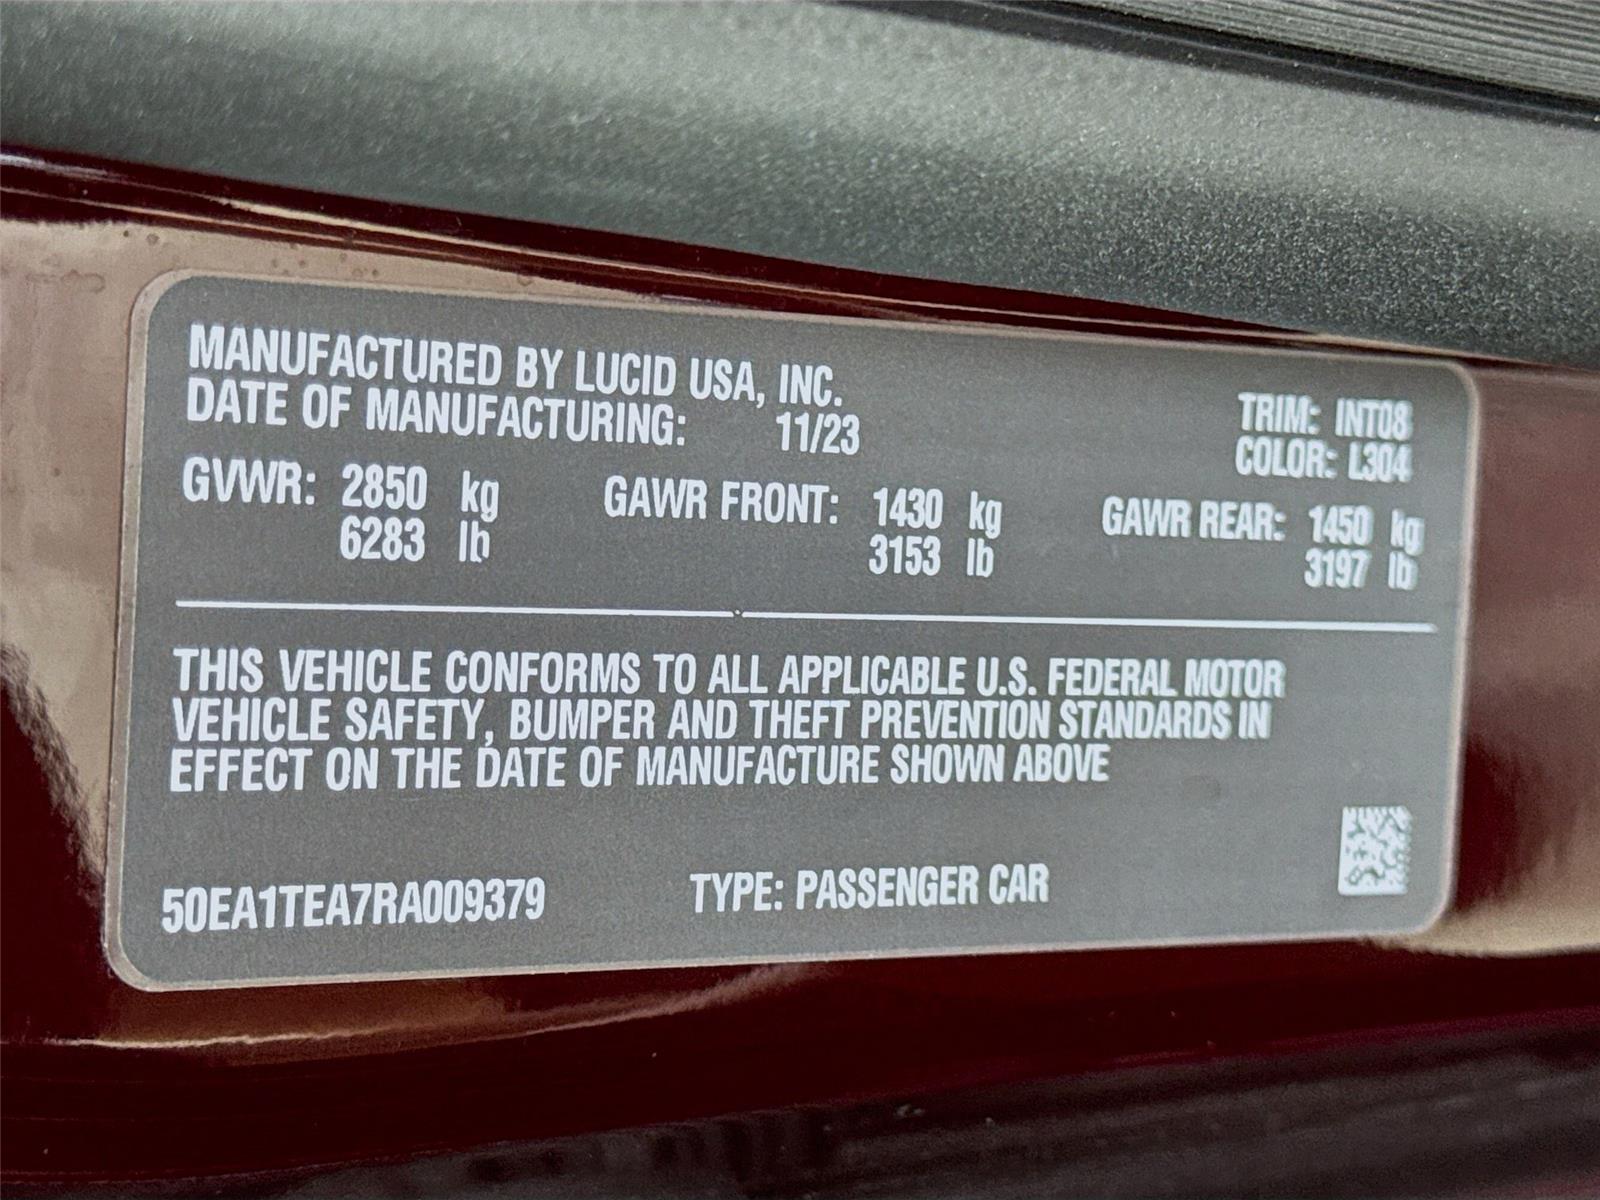 MANUFACTURED BY LUCID USA, INC.
DATE OF MANUFACTURING: 11/23
TRIM: INT08
COLOR: L304
GVWR: 2850 kg GAWR FRONT: 1430 kg GAWR REAR: 1450 kg
6283 lb 3153 lb 3197 lb
THIS VEHICLE CONFORMS TO ALL APPLICABLE U.S. FEDERAL MOTOR
VEHICLE SAFETY, BUMPER AND THEFT PREVENTION STANDARDS IN
EFFECT ON THE DATE OF MANUFACTURE SHOWN ABOVE
50EA1TEA7RA009379 TYPE: PASSENGER CAR